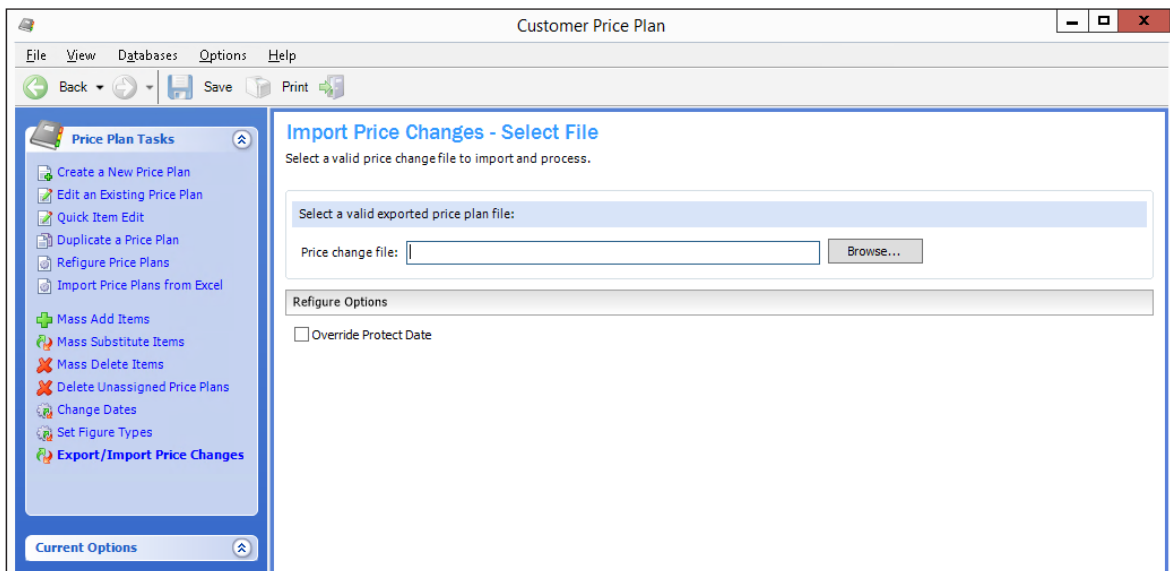 Customer Price Plan
File View Databases Options Help
Back Save Print
Price Plan Tasks
Create a New Price Plan
Edit an Existing Price Plan
Quick Item Edit
Duplicate a Price Plan
Refigure Price Plans
Import Price Plans from Excel
Mass Add Items
Mass Substitute Items
Mass Delete Items
Delete Unassigned Price Plans
Change Dates
Set Figure Types
Export/Import Price Changes
Current Options
Import Price Changes - Select File
Select a valid price change file to import and process.
Select a valid exported price plan file:
Price change file: Browse...
Refigure Options
Override Protect Date